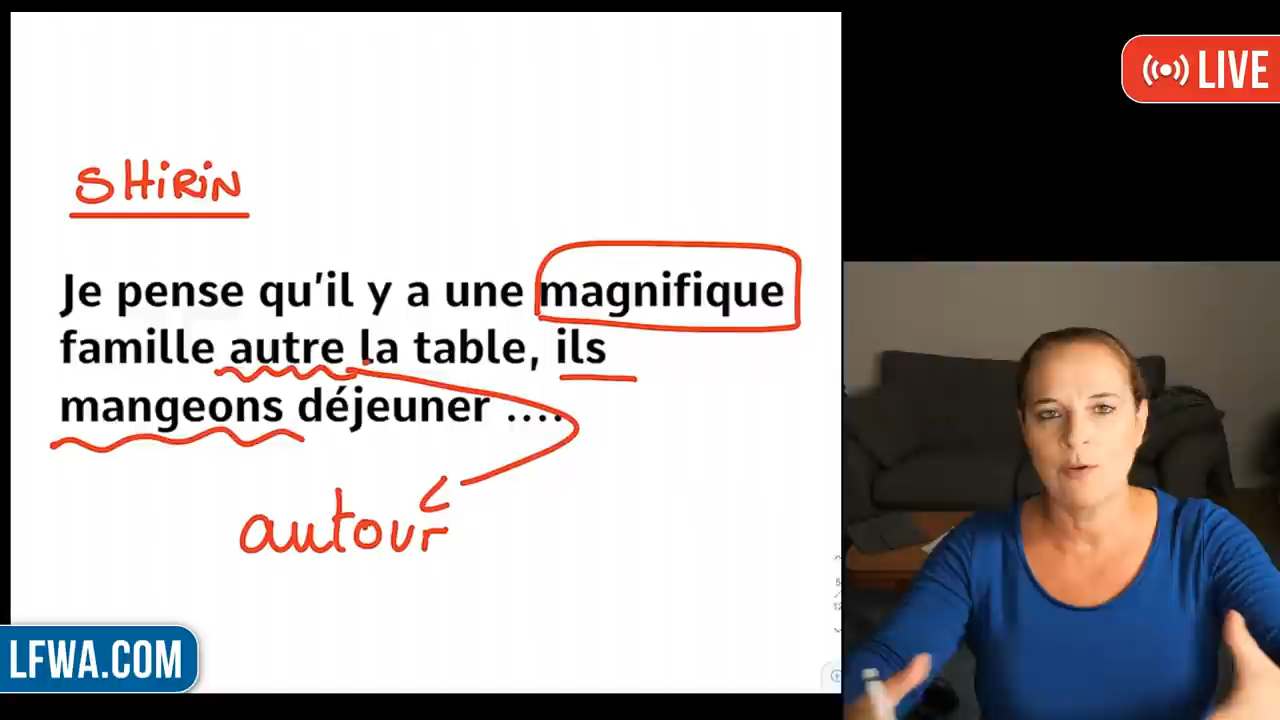 LIVE
SHiRiN
Je pense qu'il y a une magnifique
famille autre la table, ils
mangeons déjeuner ....
autour
LFWA.COM